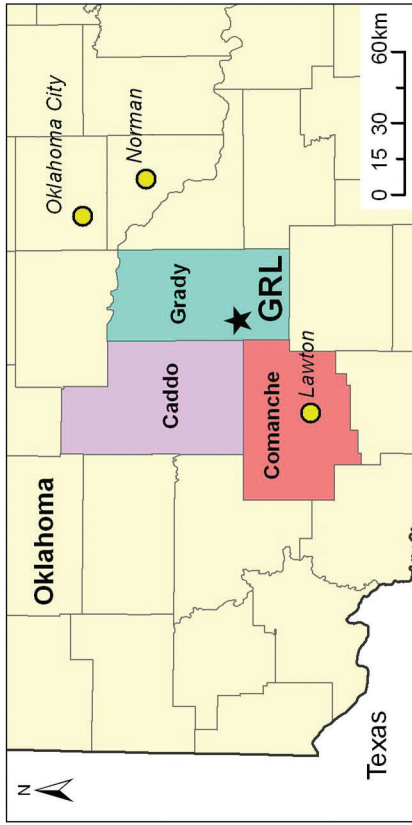 N
Oklahoma
Oklahoma City
Norman
Caddo
Grady
GRL
Comanche
Lawton
Texas
0 15 30 60km